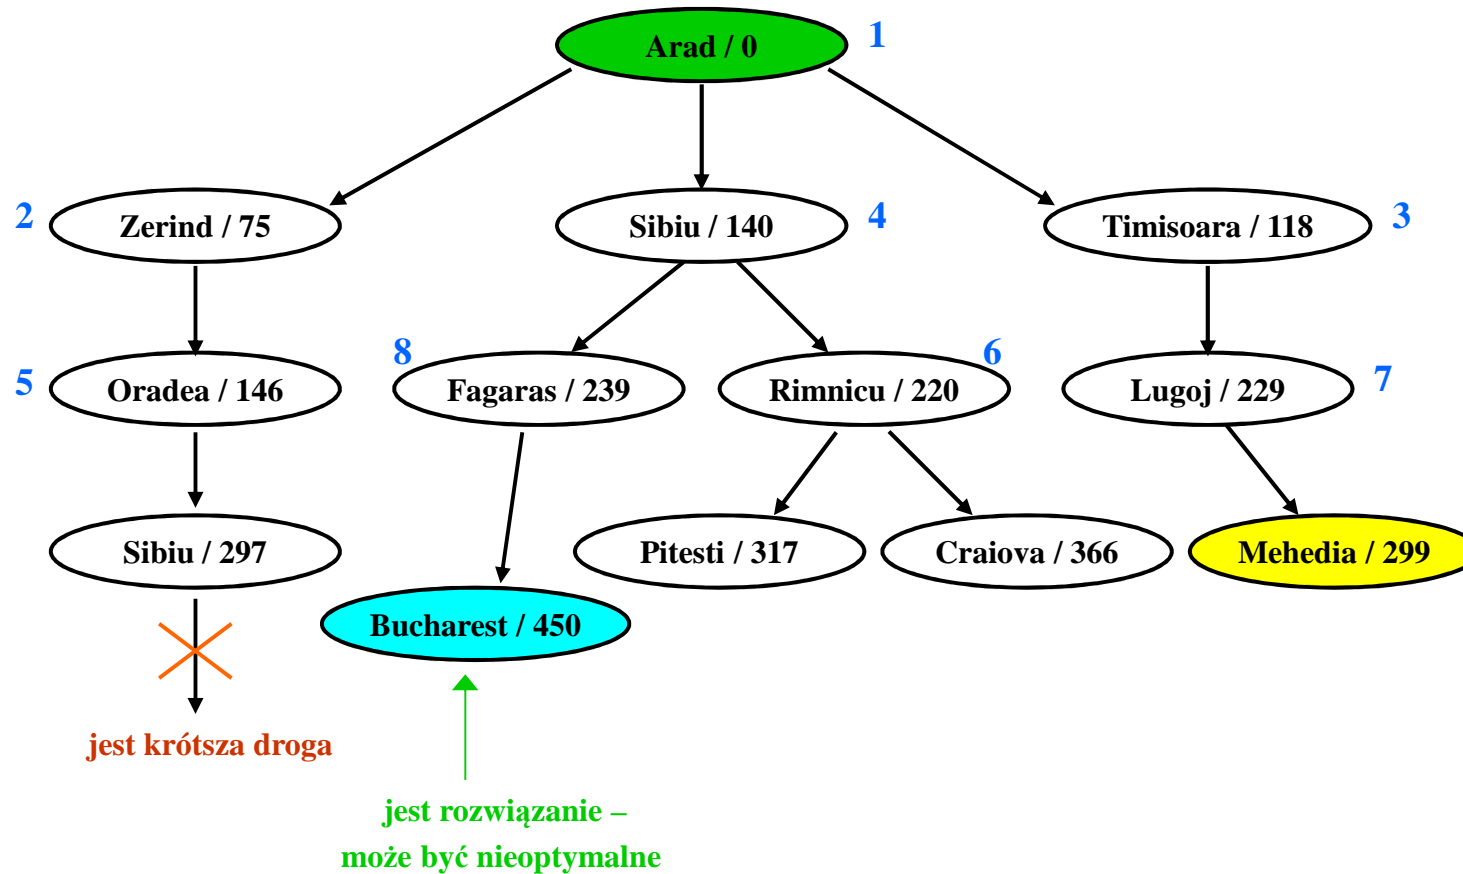 Arad / 0
1
2
Zerind / 75
Sibiu / 140
4
Timisoara / 118
3
5
Oradea / 146
8
Fagaras / 239
Rimnicu / 220
6
Lugoj / 229
7
Sibiu / 297
Pitesti / 317
Craiova / 366
Mehedia / 299
Bucharest / 450
jest krótsza droga
jest rozwiązanie –
może być nieoptymalne